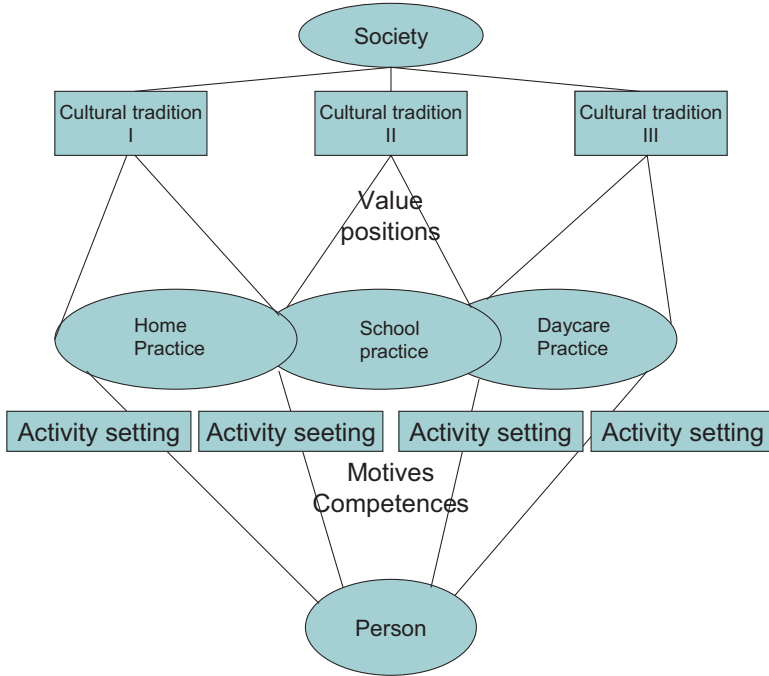 Society
Cultural tradition
I
Cultural tradition
II
Cultural tradition
III
Value
positions
Home
Practice
School
practice
Daycare
Practice
Activity setting
Activity seeting
Activity setting
Activity setting
Motives
Competences
Person